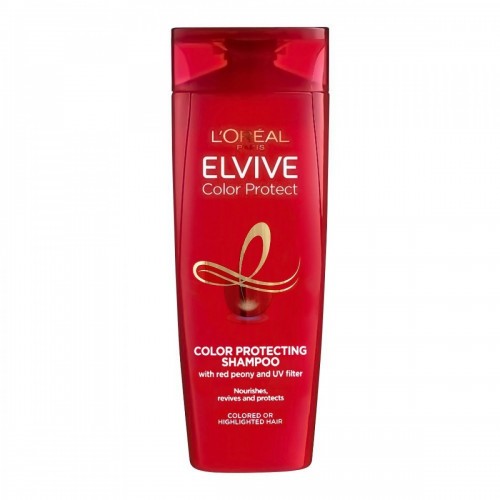 L'ORÉAL
PARIS
ELVIVE
Color Protect
COLOR PROTECTING
SHAMPOO
with red peony and UV filter
Nourishes,
revives and protects
COLORED OR
HIGHLIGHTED HAIR